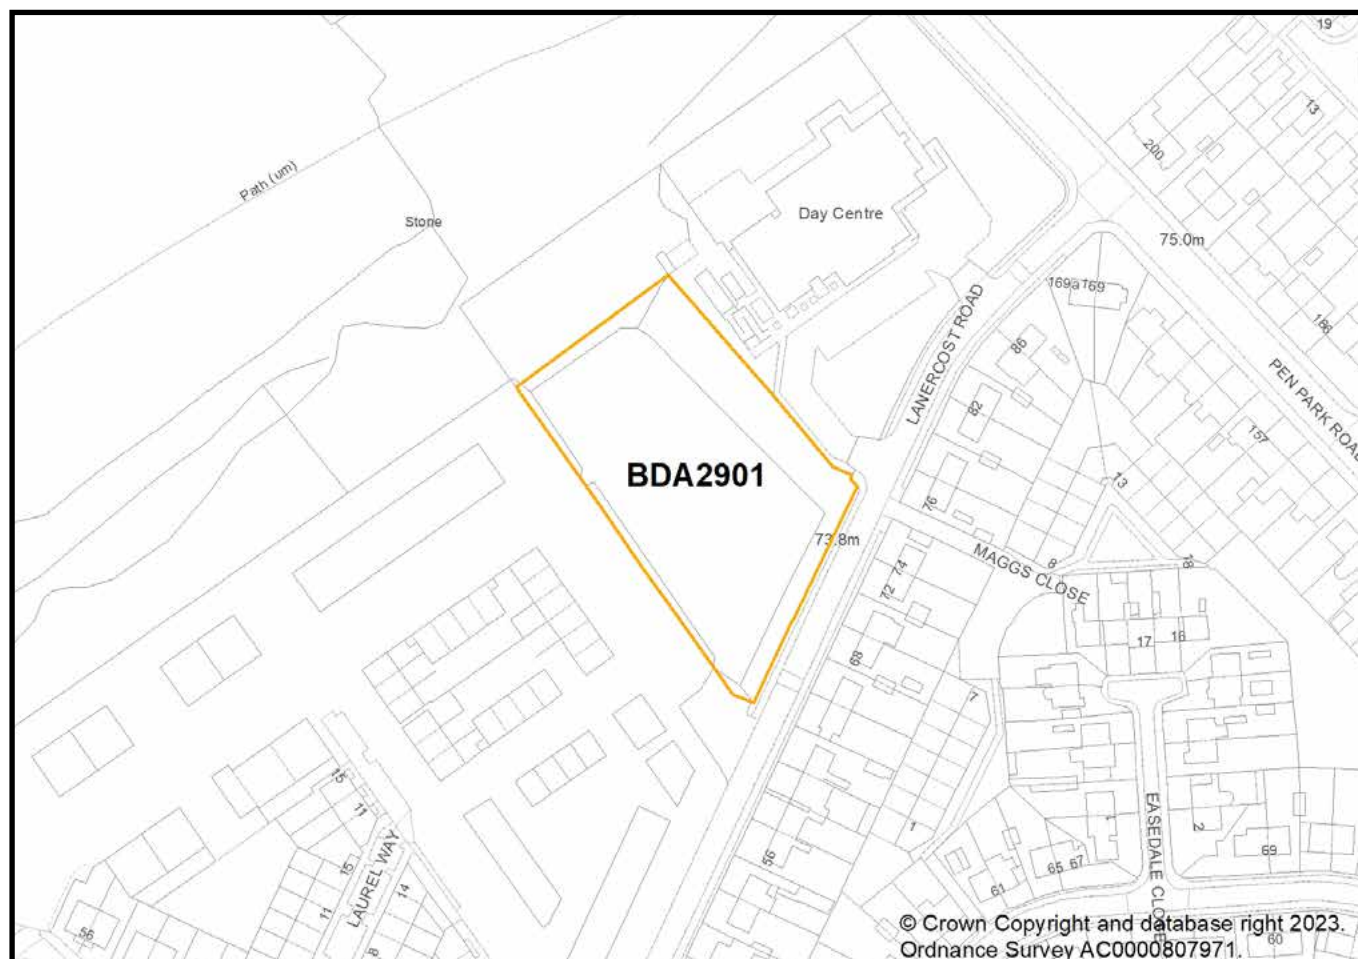 19
13
200
Path (um)
Stone
Day Centre
75.0m
169a
169
186
LANERCOST ROAD
86
PEN PARK ROAD
82
157
BDA2901
13
76
73.8m
MAGGS CLOSE
8
18
74
72
17
16
68
7
15
11
EASEDALE CLOSE
1
2
1
56
69
LAUREL WAY
15
14
11
65
67
61
56
8
60
© Crown Copyright and database right 2023.
Ordnance Survey AC0000807971.